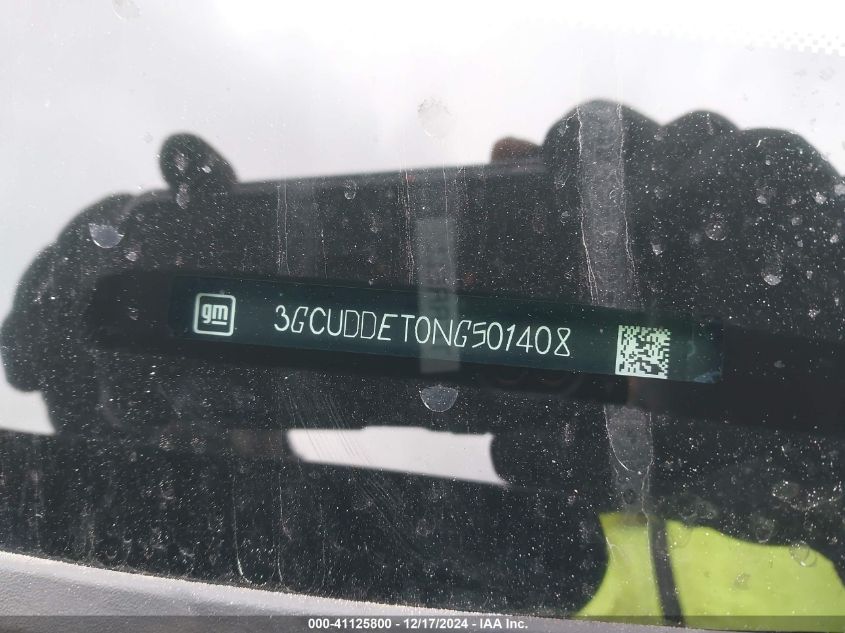 gm 3GCUDDET0NG501408
000-41125800 - 12/17/2024 - IAA Inc.